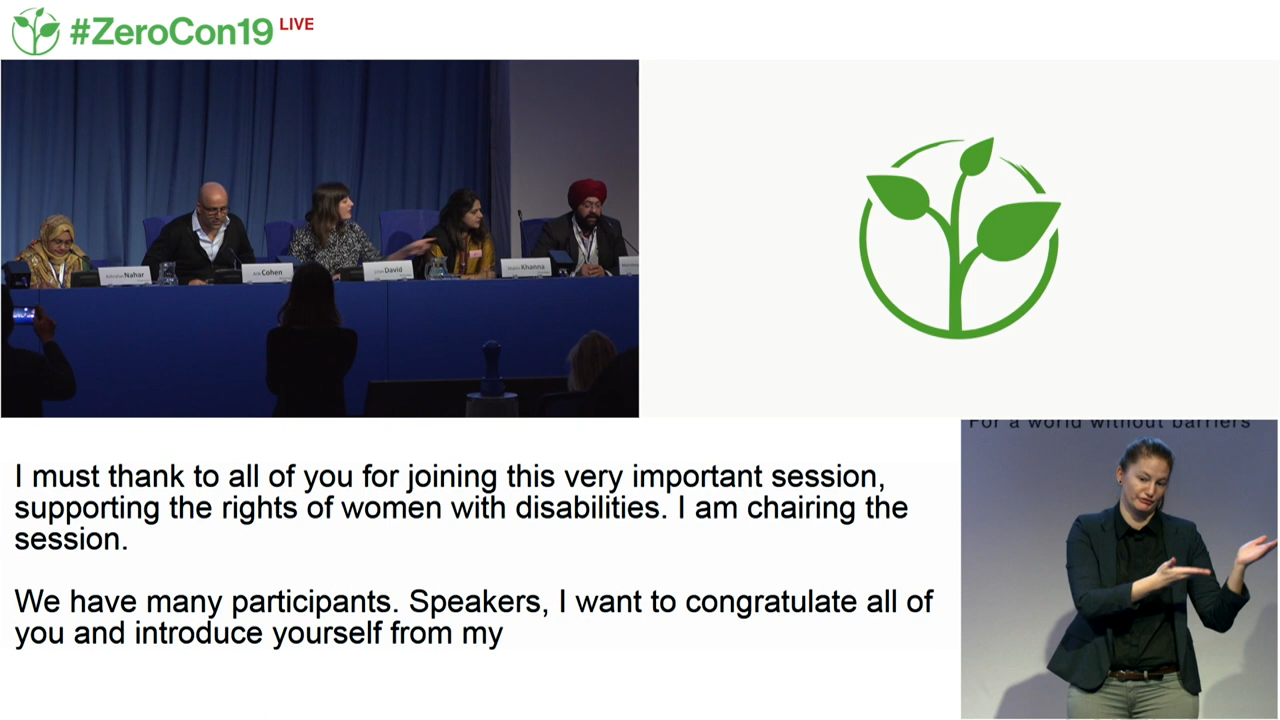 #ZeroCon19 LIVE
Nahar
Cohen
David
Khanna
For a world without barriers
I must thank to all of you for joining this very important session,
supporting the rights of women with disabilities. I am chairing the
session.
We have many participants. Speakers, I want to congratulate all of
you and introduce yourself from my